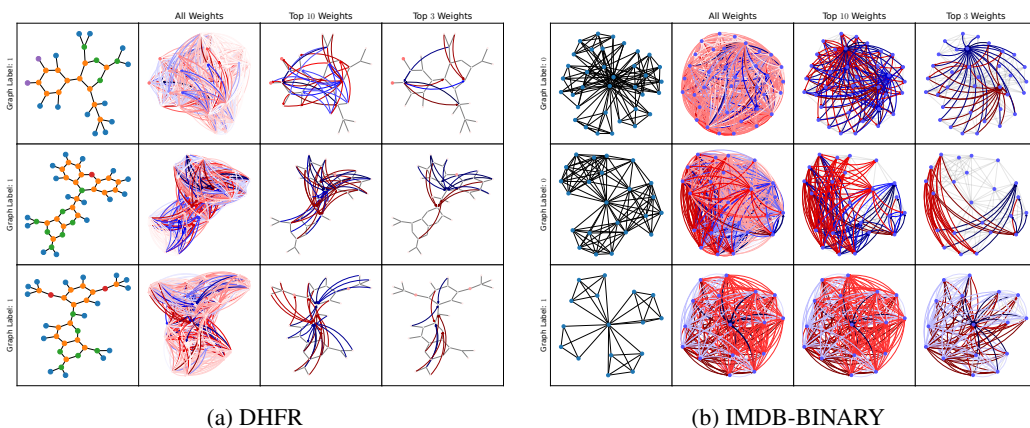 All Weights Top 10 Weights Top 3 Weights
Graph Label: 1
Graph Label: 1
Graph Label: 1
(a) DHFR
All Weights Top 10 Weights Top 3 Weights
Graph Label: 0
Graph Label: 0
Graph Label: 1
(b) IMDB-BINARY